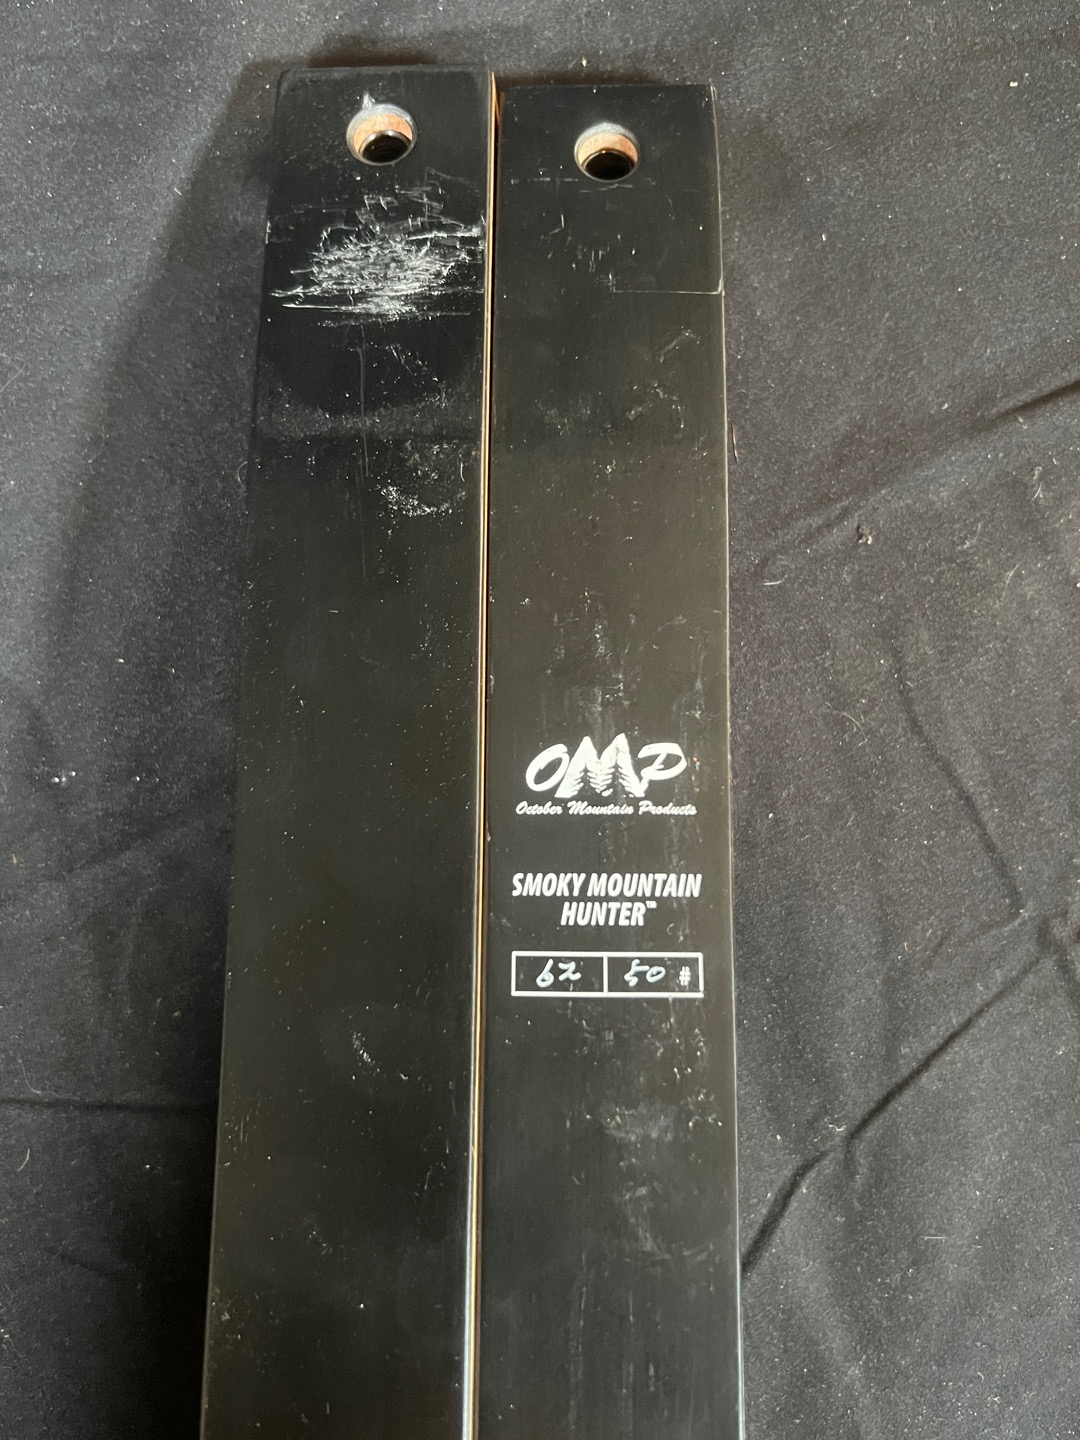 OMP
October Mountain Products
SMOKY MOUNTAIN
HUNTER™
62 50 #